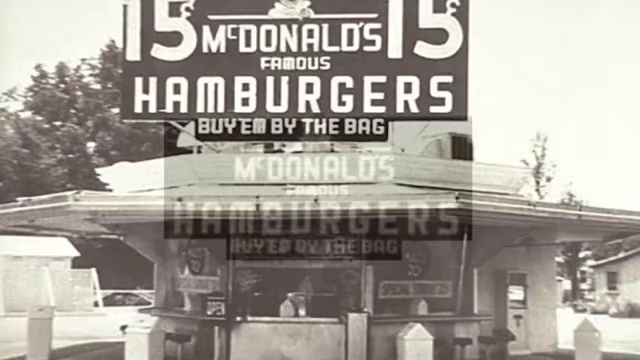 15¢ McDONALD'S 15¢
FAMOUS
HAMBURGERS
BUY'EM BY THE BAG
McDONALD'S
FAMOUS
HAMBURGERS
BUY'EM BY THE BAG